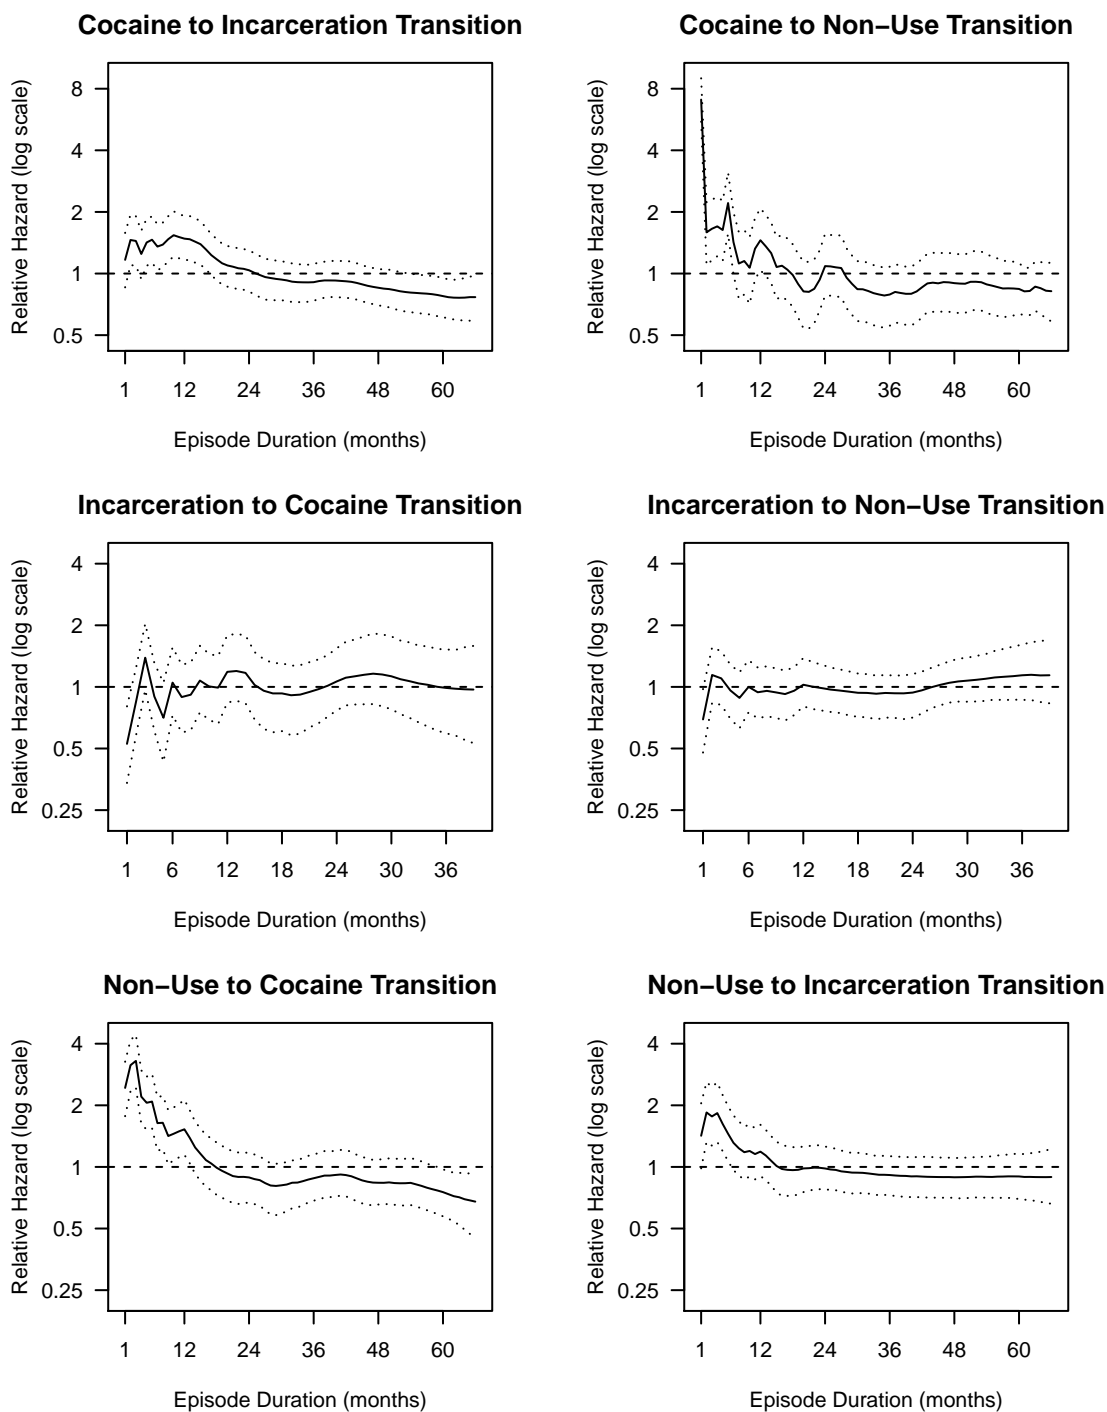 Cocaine to Incarceration Transition
Relative Hazard (log scale)
8
4
2
1
0.5
1 12 24 36 48 60
Episode Duration (months)
Cocaine to Non−Use Transition
Relative Hazard (log scale)
8
4
2
1
0.5
1 12 24 36 48 60
Episode Duration (months)
Incarceration to Cocaine Transition
Relative Hazard (log scale)
4
2
1
0.5
0.25
1 6 12 18 24 30 36
Episode Duration (months)
Incarceration to Non−Use Transition
Relative Hazard (log scale)
4
2
1
0.5
0.25
1 6 12 18 24 30 36
Episode Duration (months)
Non−Use to Cocaine Transition
Relative Hazard (log scale)
4
2
1
0.5
0.25
1 12 24 36 48 60
Episode Duration (months)
Non−Use to Incarceration Transition
Relative Hazard (log scale)
4
2
1
0.5
0.25
1 12 24 36 48 60
Episode Duration (months)